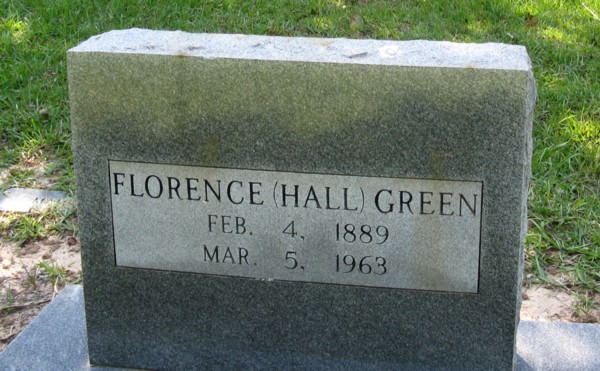 FLORENCE (HALL) GREEN
FEB. 4, 1889
MAR. 5, 1963